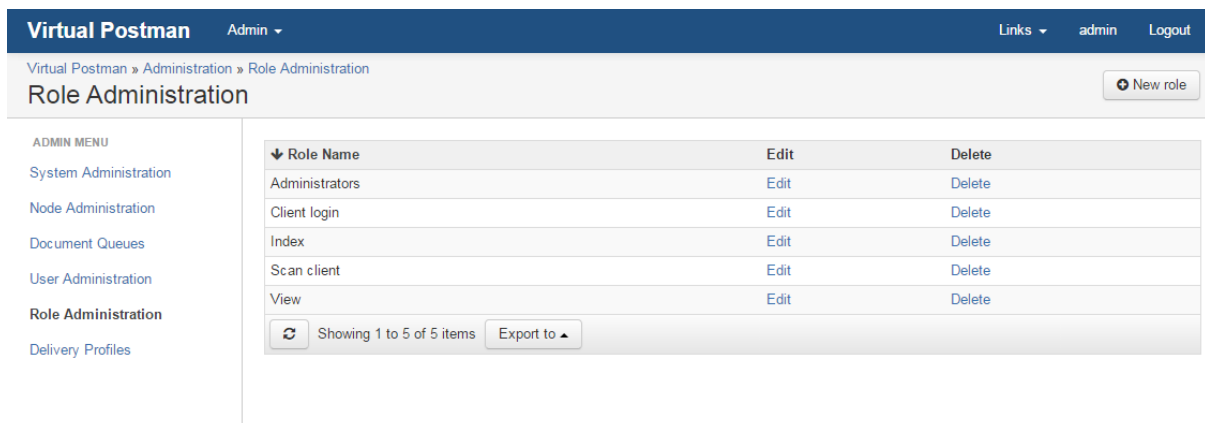 Virtual Postman Admin Links admin Logout
Virtual Postman » Administration » Role Administration
Role Administration
New role
ADMIN MENU
System Administration
Node Administration
Document Queues
User Administration
Role Administration
Delivery Profiles
Role Name Edit Delete
Administrators Edit Delete
Client login Edit Delete
Index Edit Delete
Scan client Edit Delete
View Edit Delete
Showing 1 to 5 of 5 items Export to